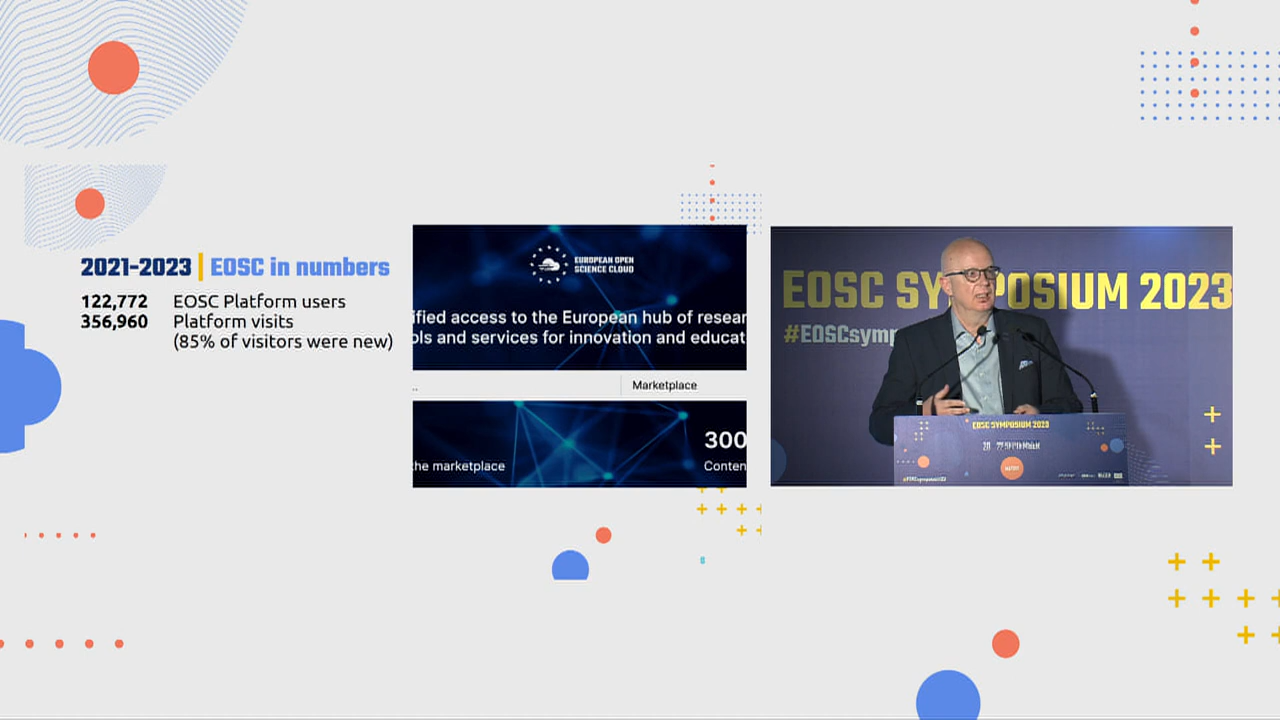 2021-2023 | EOSC in numbers
122,772 EOSC Platform users
356,960 Platform visits
(85% of visitors were new)
EUROPEAN OPEN
SCIENCE CLOUD
ified access to the European hub of resear
ols and services for innovation and educat
..
Marketplace
300
he marketplace
Conten
EOSC SYMPOSIUM 2023
#EOSCsymp
EOSC SYMPOSIUM 2023